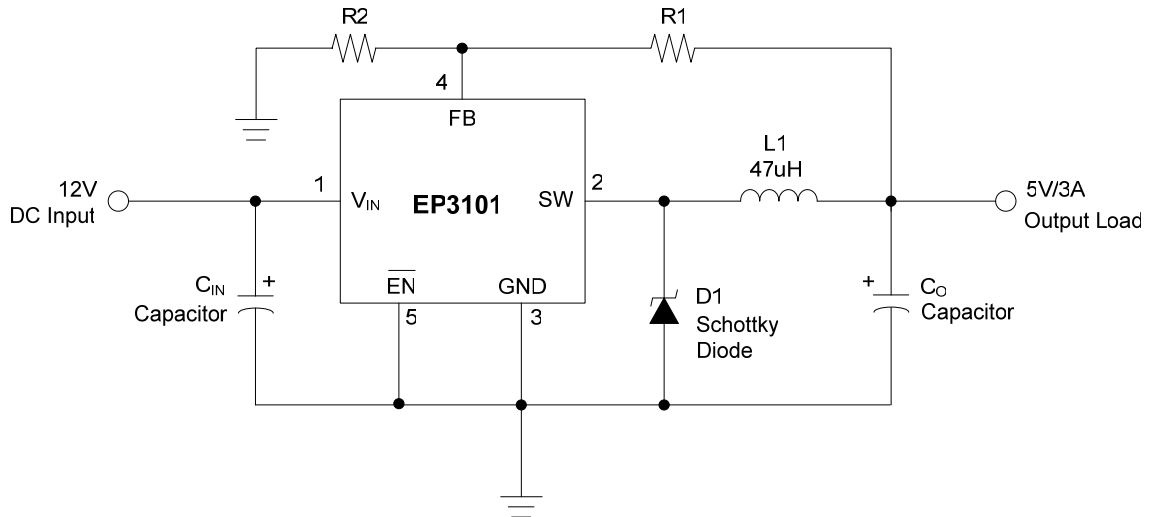 R2
R1
4
FB
L1
47uH
12V
DC Input
1
VIN
EP3101
SW
2
5V/3A
Output Load
CIN
+
Capacitor
EN
GND
5
3
D1
Schottky
Diode
+
CO
Capacitor